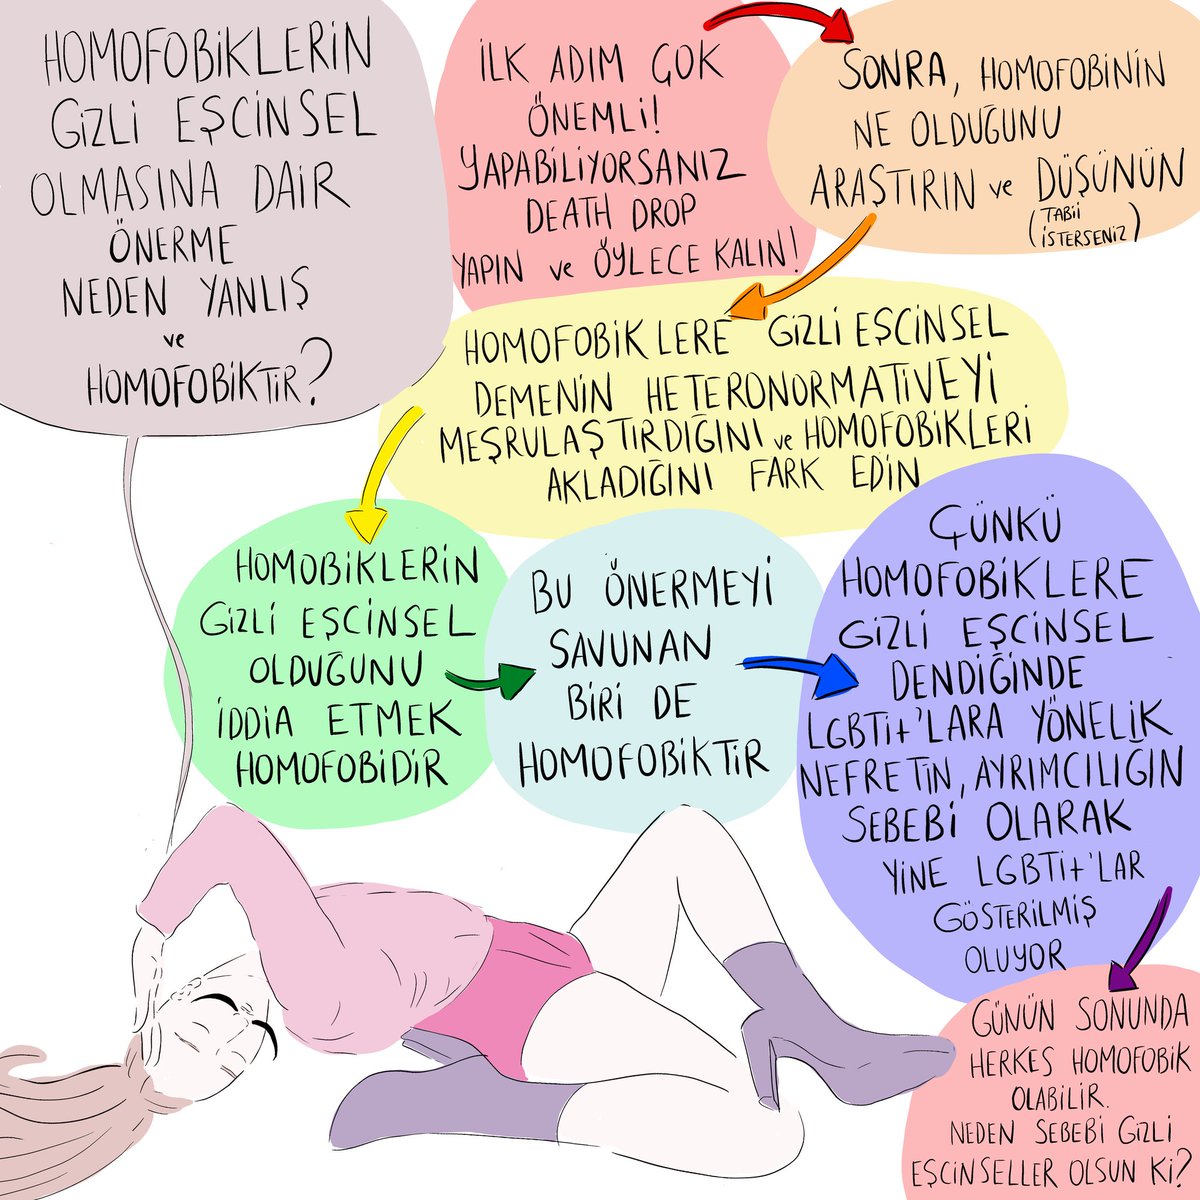 HOMOFOBİKLERİN
GİZLİ EŞCİNSEL
OLMASINA DAİR
ÖNERME
NEDEN YANLIŞ
ve
HOMOFOBİKTİR?
İLK ADIM ÇOK
ÖNEMLİ!
YAPABİLİYORSANIZ
DEATH DROP
YAPIN ve ÖYLECE KALIN!
SONRA, HOMOFOBİNİN
NE OLDUĞUNU
ARAŞTIRIN ve DÜŞÜNÜN
(TABİİ
İSTERSENİZ)
HOMOFOBİKLERE GİZLİ EŞCİNSEL
DEMENİN HETERONORMATİVEYİ
MEŞRULAŞTIRDIĞINI ve HOMOFOBİKLERİ
AKLADIĞINI FARK EDİN
HOMOBİKLERİN
GİZLİ EŞCİNSEL
OLDUĞUNU
İDDİA ETMEK
HOMOFOBİDİR
BU ÖNERMEYİ
SAVUNAN
BİRİ DE
HOMOFOBİKTİR
ÇÜNKÜ
HOMOFOBİKLERE
GİZLİ EŞCİNSEL
DENDİĞİNDE
LGBTİ+'LARA YÖNELİK
NEFRETİN, AYRIMCILIĞIN
SEBEBİ OLARAK
YİNE LGBTİ+'LAR
GÖSTERİLMİŞ
OLUYOR
GÜNÜN SONUNDA
HERKES HOMOFOBİK
OLABİLİR.
NEDEN SEBEBİ GİZLİ
EŞCİNSELLER OLSUN Kİ?